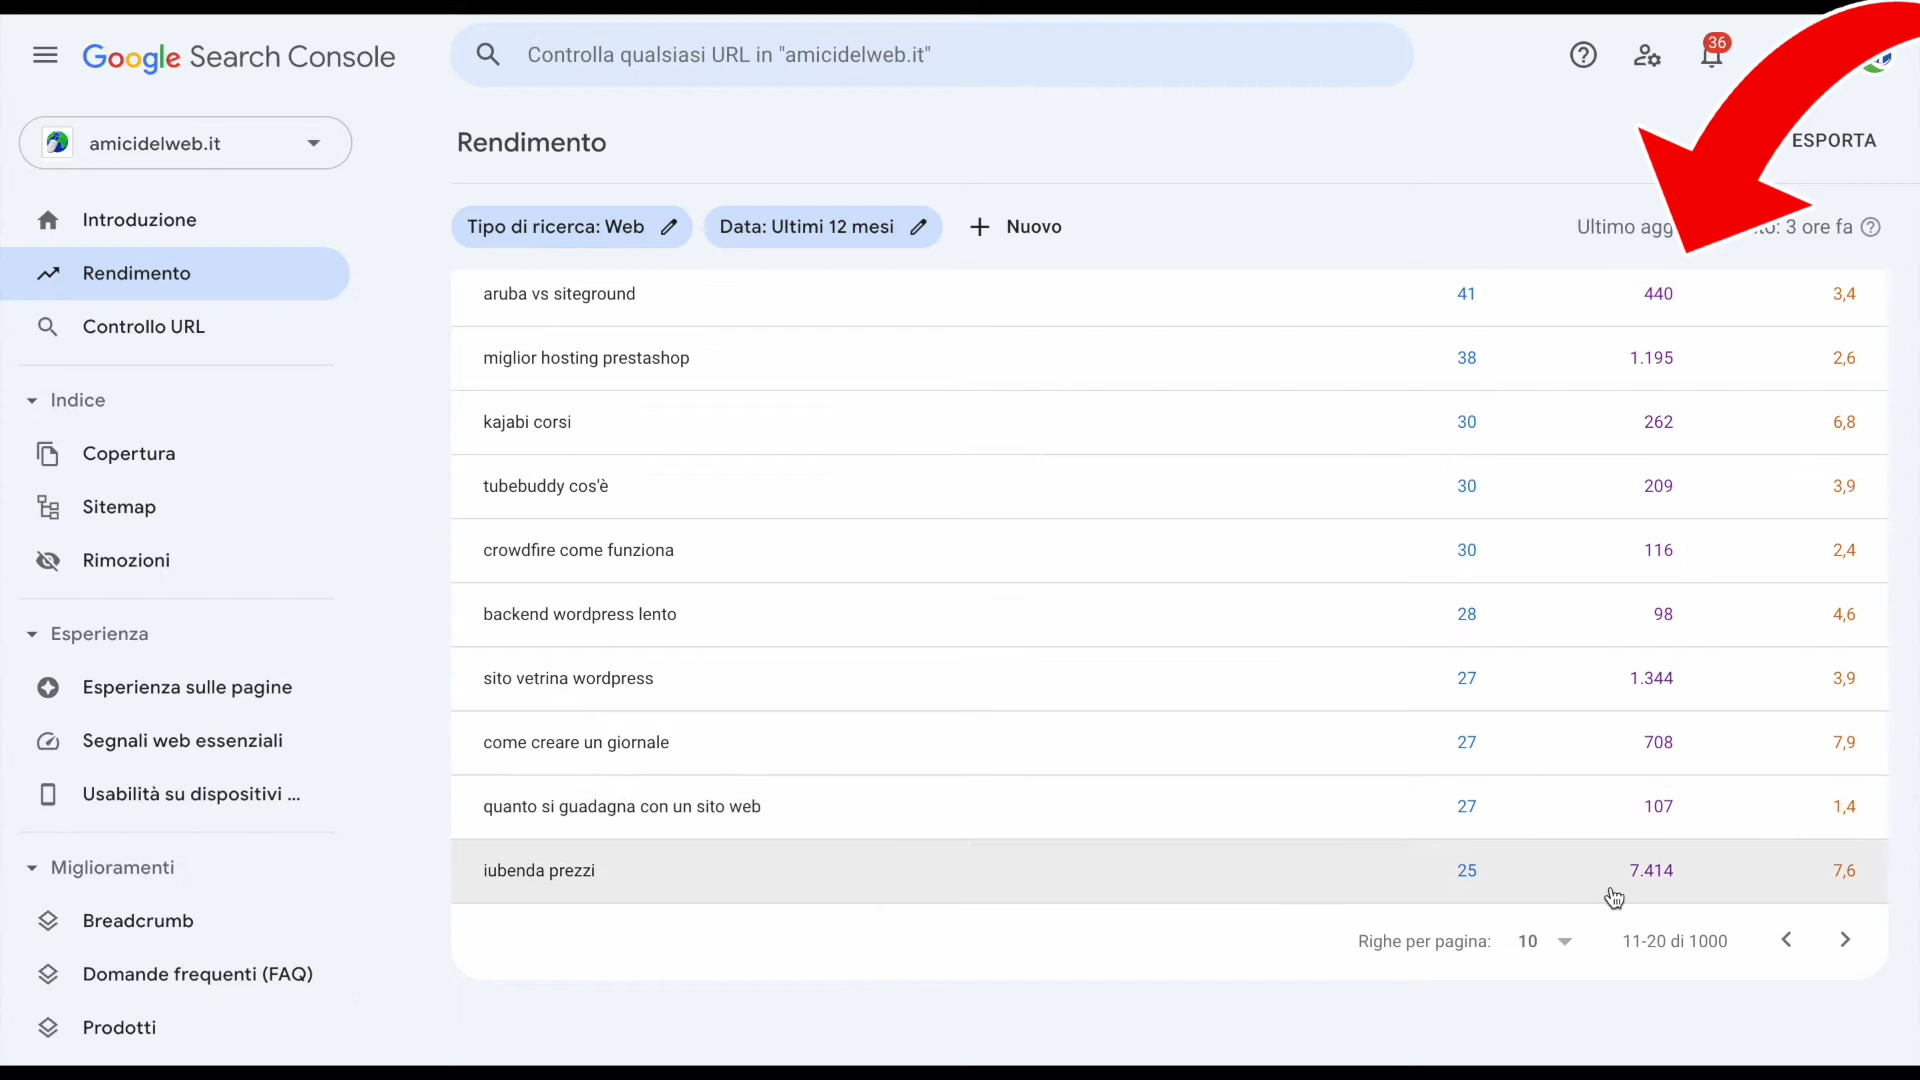 Google Search Console
Controlla qualsiasi URL in "amicidelweb.it"
36
amicidelweb.it
Rendimento
ESPORTA
Introduzione
Rendimento
Controllo URL
Indice
Copertura
Sitemap
Rimozioni
Esperienza
Esperienza sulle pagine
Segnali web essenziali
Usabilità su dispositivi ...
Miglioramenti
Breadcrumb
Domande frequenti (FAQ)
Prodotti
Tipo di ricerca: Web
Data: Ultimi 12 mesi
Nuovo
Ultimo : 3 ore fa
aruba vs siteground 41 440 3,4
miglior hosting prestashop 38 1.195 2,6
kajabi corsi 30 262 6,8
tubebuddy cos'è 30 209 3,9
crowdfire come funziona 30 116 2,4
backend wordpress lento 28 98 4,6
sito vetrina wordpress 27 1.344 3,9
come creare un giornale 27 708 7,9
quanto si guadagna con un sito web 27 107 1,4
iubenda prezzi 25 7.414 7,6
Righe per pagina: 10 11-20 di 1000